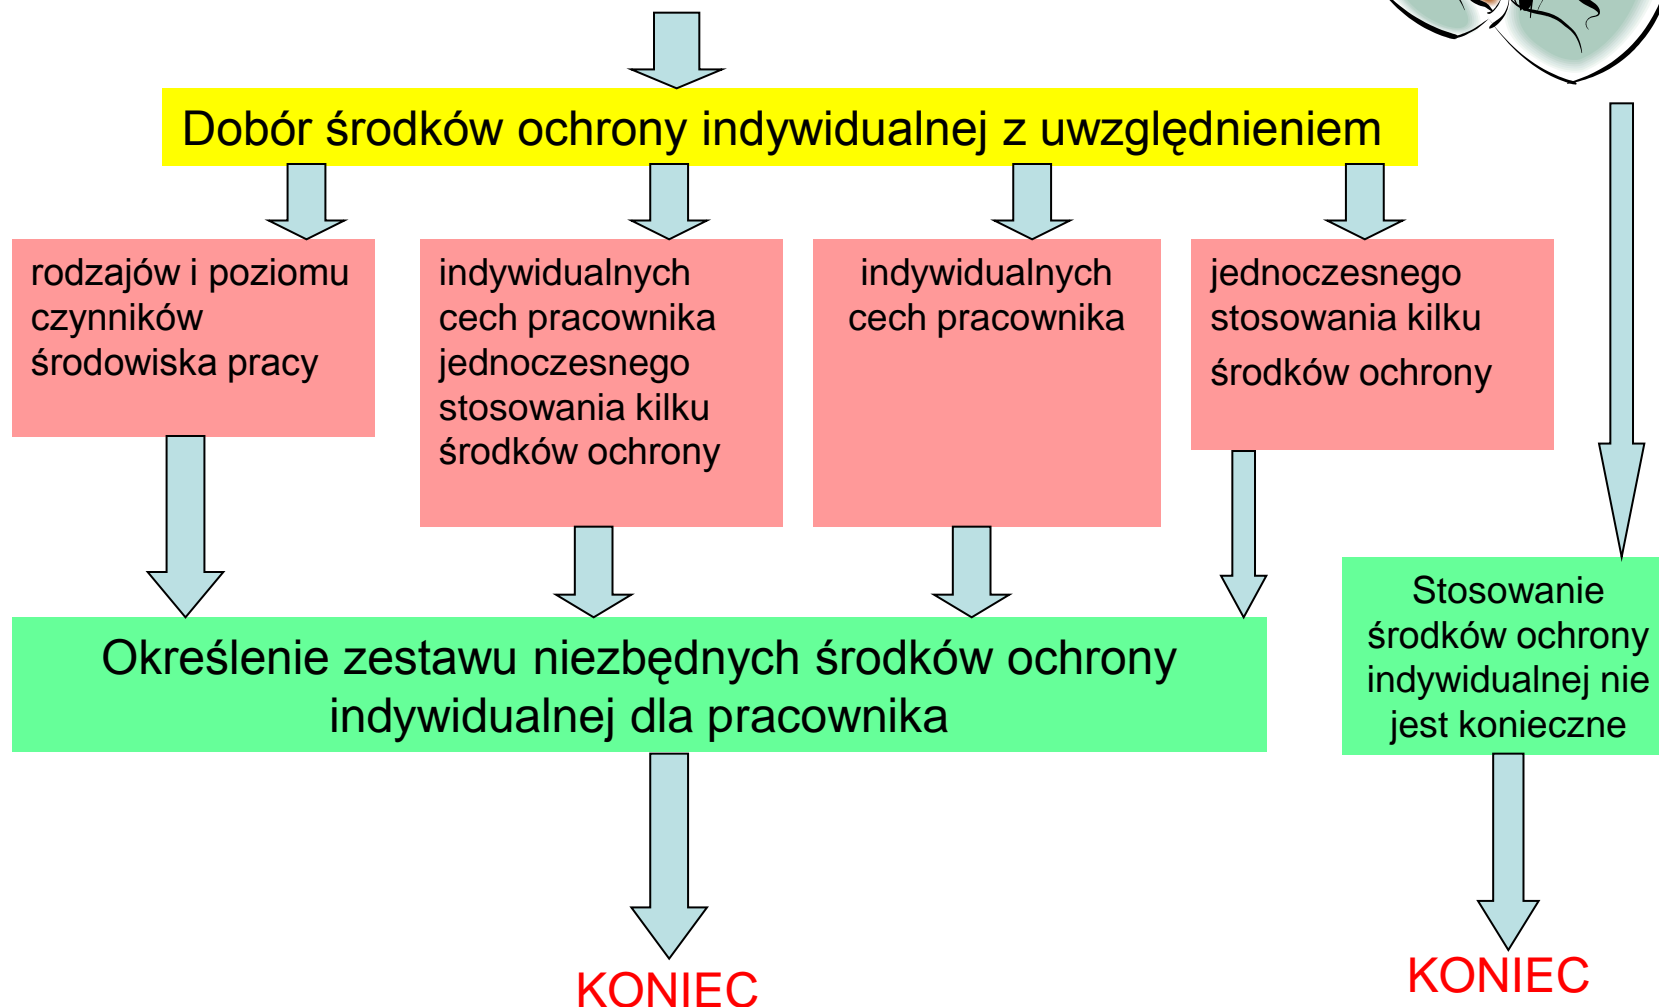 Dobór środków ochrony indywidualnej z uwzględnieniem
rodzajów i poziomu
czynników
środowiska pracy
indywidualnych
cech pracownika
jednoczesnego
stosowania kilku
środków ochrony
indywidualnych
cech pracownika
jednoczesnego
stosowania kilku
środków ochrony
Określenie zestawu niezbędnych środków ochrony
indywidualnej dla pracownika
Stosowanie
środków ochrony
indywidualnej nie
jest konieczne
KONIEC
KONIEC